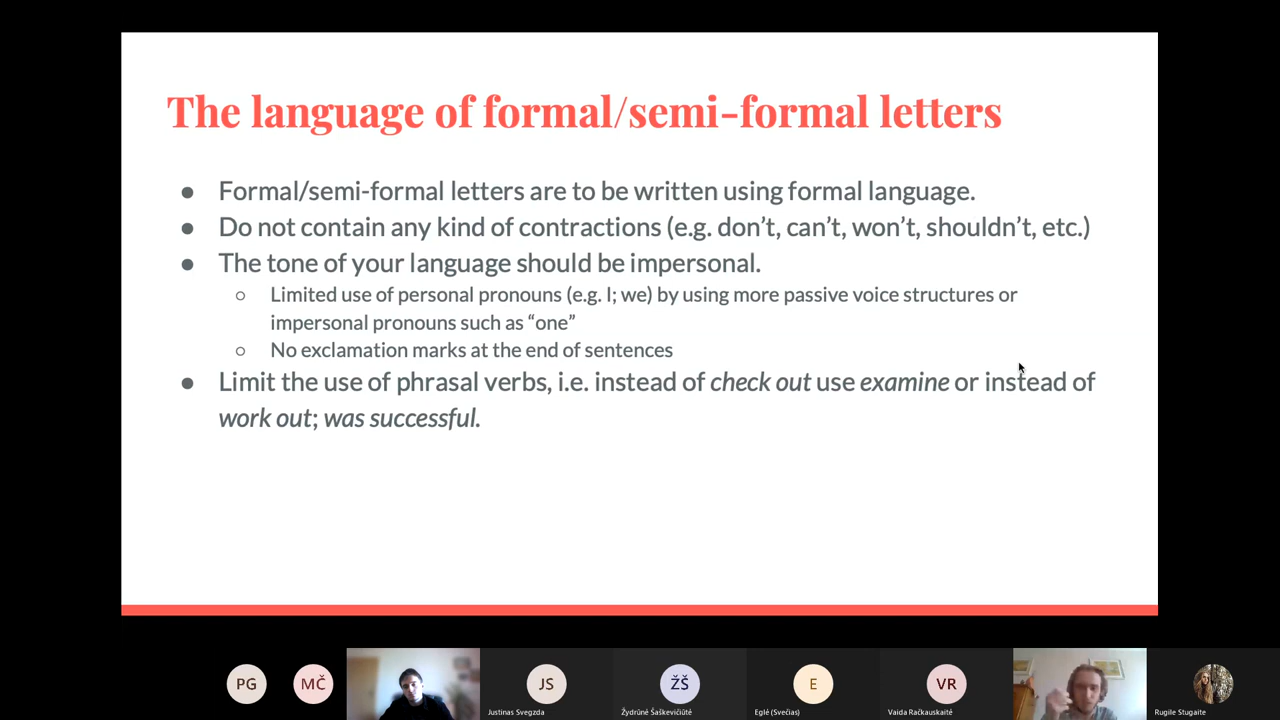 The language of formal/semi-formal letters
● Formal/semi-formal letters are to be written using formal language.
● Do not contain any kind of contractions (e.g. don’t, can’t, won’t, shouldn’t, etc.)
● The tone of your language should be impersonal.
○ Limited use of personal pronouns (e.g. I; we) by using more passive voice structures or
impersonal pronouns such as “one”
○ No exclamation marks at the end of sentences
● Limit the use of phrasal verbs, i.e. instead of check out use examine or instead of
work out; was successful.
PG
MČ
JS
ŽŠ
E
VR
Justinas Svegzda
Žydrūnė Šaškevičiūtė
Eglė (Svečias)
Vaida Račkauskaitė
Rugile Stugaite